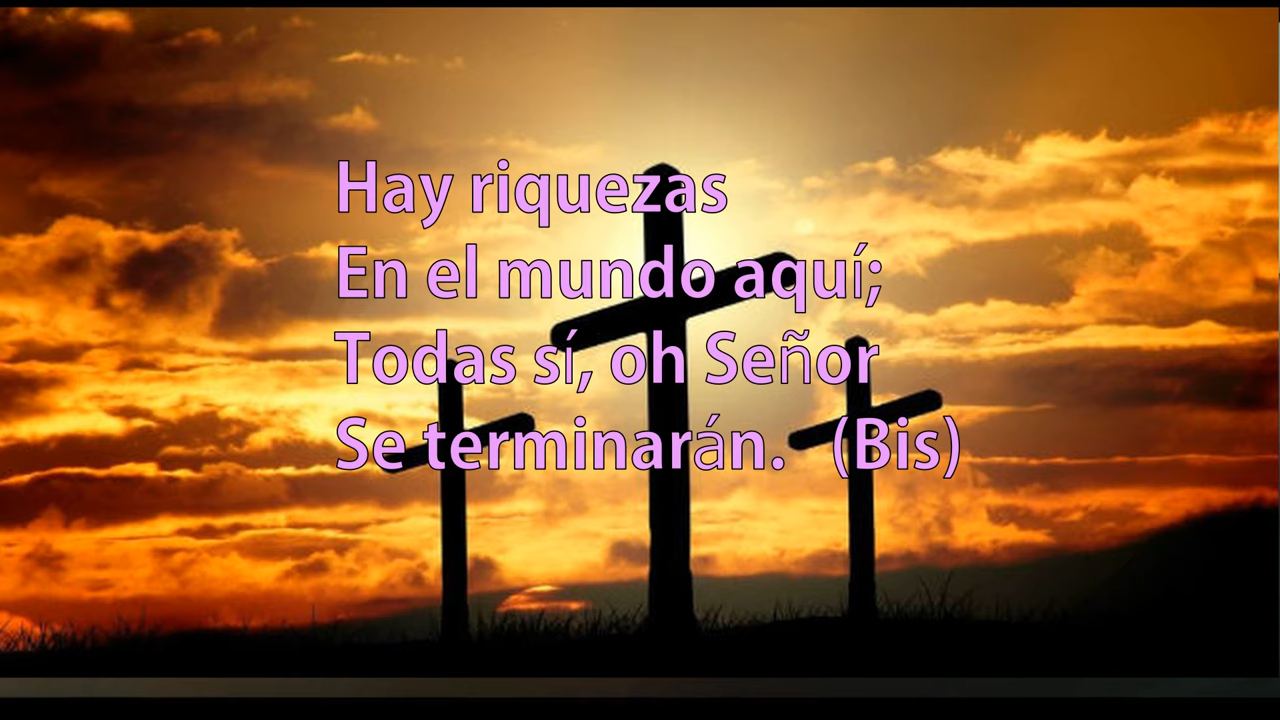 Hay riquezas
En el mundo aquí;
Todas sí, oh Señor
Se terminarán. (Bis)